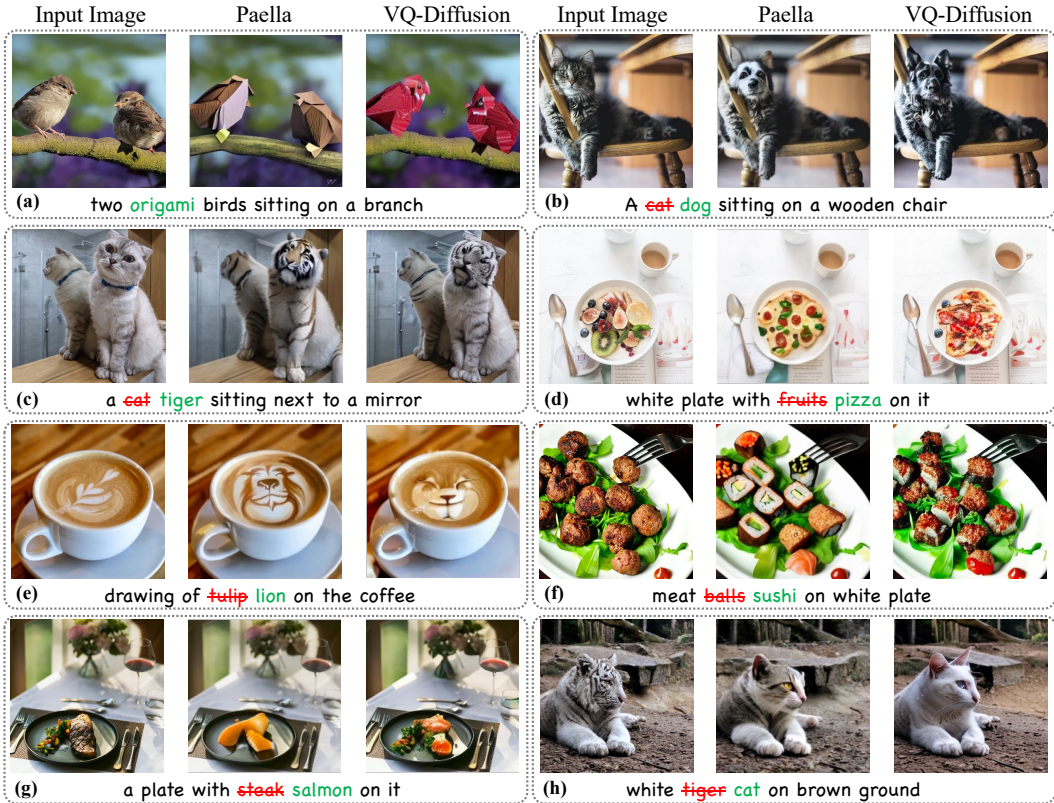 Input Image Paella VQ-Diffusion Input Image Paella VQ-Diffusion
(a) two origami birds sitting on a branch
(b) A cat dog sitting on a wooden chair
(c) a cat tiger sitting next to a mirror
(d) white plate with fruits pizza on it
(e) drawing of tulip lion on the coffee
(f) meat balls sushi on white plate
(g) a plate with steak salmon on it
(h) white tiger cat on brown ground